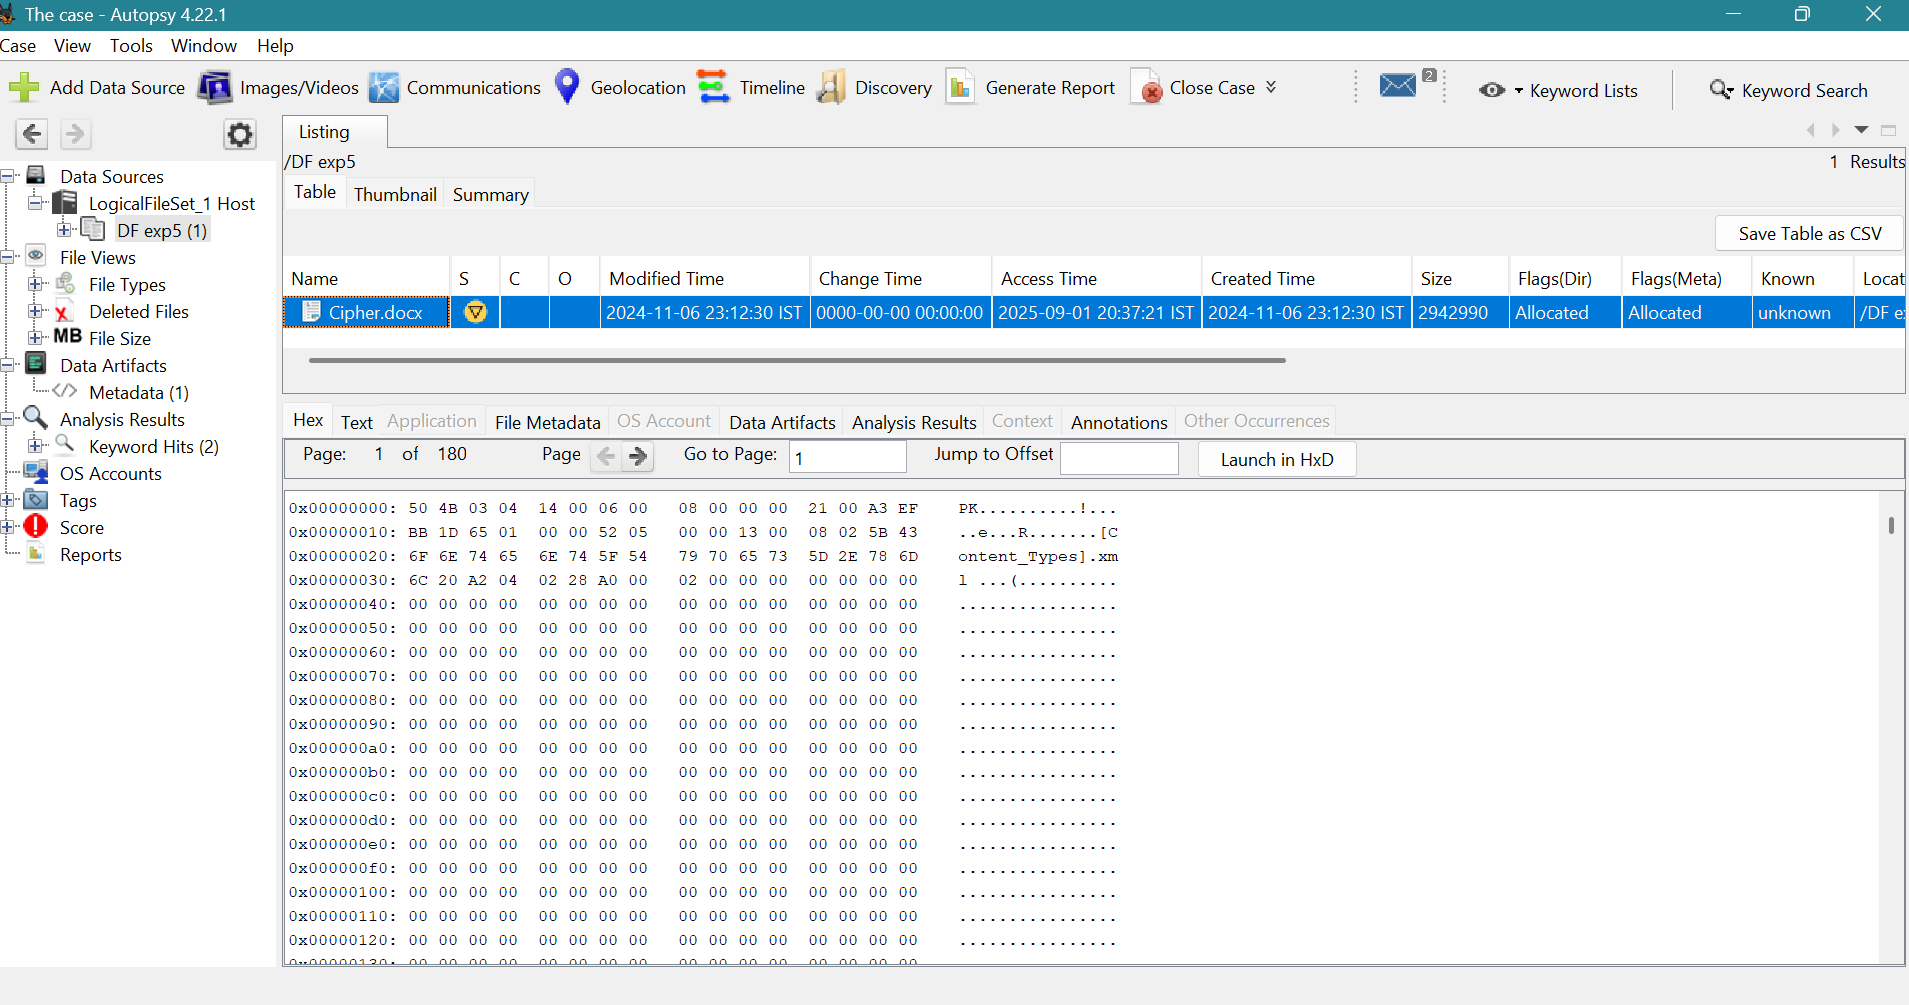 The case - Autopsy 4.22.1
Case View Tools Window Help
Add Data Source Images/Videos Communications Geolocation Timeline Discovery Generate Report Close Case 2 Keyword Lists Keyword Search
Listing
/DF exp5 1 Results
Table Thumbnail Summary
Save Table as CSV
Data Sources
LogicalFileSet_1 Host
DF exp5 (1)
File Views
File Types
Deleted Files
MB File Size
Data Artifacts
Metadata (1)
Analysis Results
Keyword Hits (2)
OS Accounts
Tags
Score
Reports
Name S C O Modified Time Change Time Access Time Created Time Size Flags(Dir) Flags(Meta) Known Locat
Cipher.docx 2024-11-06 23:12:30 IST 0000-00-00 00:00:00 2025-09-01 20:37:21 IST 2024-11-06 23:12:30 IST 2942990 Allocated Allocated unknown /DF e
Hex Text Application File Metadata OS Account Data Artifacts Analysis Results Context Annotations Other Occurrences
Page: 1 of 180 Page Go to Page: 1 Jump to Offset Launch in HxD
0x00000000: 50 4B 03 04 14 00 06 00 08 00 00 00 21 00 A3 EF PK..........!...
0x00000010: BB 1D 65 01 00 00 52 05 00 00 13 00 08 02 5B 43 ..e...R.......[C
0x00000020: 6F 6E 74 65 6E 74 5F 54 79 70 65 73 5D 2E 78 6D ontent_Types].xm
0x00000030: 6C 20 A2 04 02 28 A0 00 02 00 00 00 00 00 00 00 l ...(..........
0x00000040: 00 00 00 00 00 00 00 00 00 00 00 00 00 00 00 00 ................
0x00000050: 00 00 00 00 00 00 00 00 00 00 00 00 00 00 00 00 ................
0x00000060: 00 00 00 00 00 00 00 00 00 00 00 00 00 00 00 00 ................
0x00000070: 00 00 00 00 00 00 00 00 00 00 00 00 00 00 00 00 ................
0x00000080: 00 00 00 00 00 00 00 00 00 00 00 00 00 00 00 00 ................
0x00000090: 00 00 00 00 00 00 00 00 00 00 00 00 00 00 00 00 ................
0x000000a0: 00 00 00 00 00 00 00 00 00 00 00 00 00 00 00 00 ................
0x000000b0: 00 00 00 00 00 00 00 00 00 00 00 00 00 00 00 00 ................
0x000000c0: 00 00 00 00 00 00 00 00 00 00 00 00 00 00 00 00 ................
0x000000d0: 00 00 00 00 00 00 00 00 00 00 00 00 00 00 00 00 ................
0x000000e0: 00 00 00 00 00 00 00 00 00 00 00 00 00 00 00 00 ................
0x000000f0: 00 00 00 00 00 00 00 00 00 00 00 00 00 00 00 00 ................
0x00000100: 00 00 00 00 00 00 00 00 00 00 00 00 00 00 00 00 ................
0x00000110: 00 00 00 00 00 00 00 00 00 00 00 00 00 00 00 00 ................
0x00000120: 00 00 00 00 00 00 00 00 00 00 00 00 00 00 00 00 ................